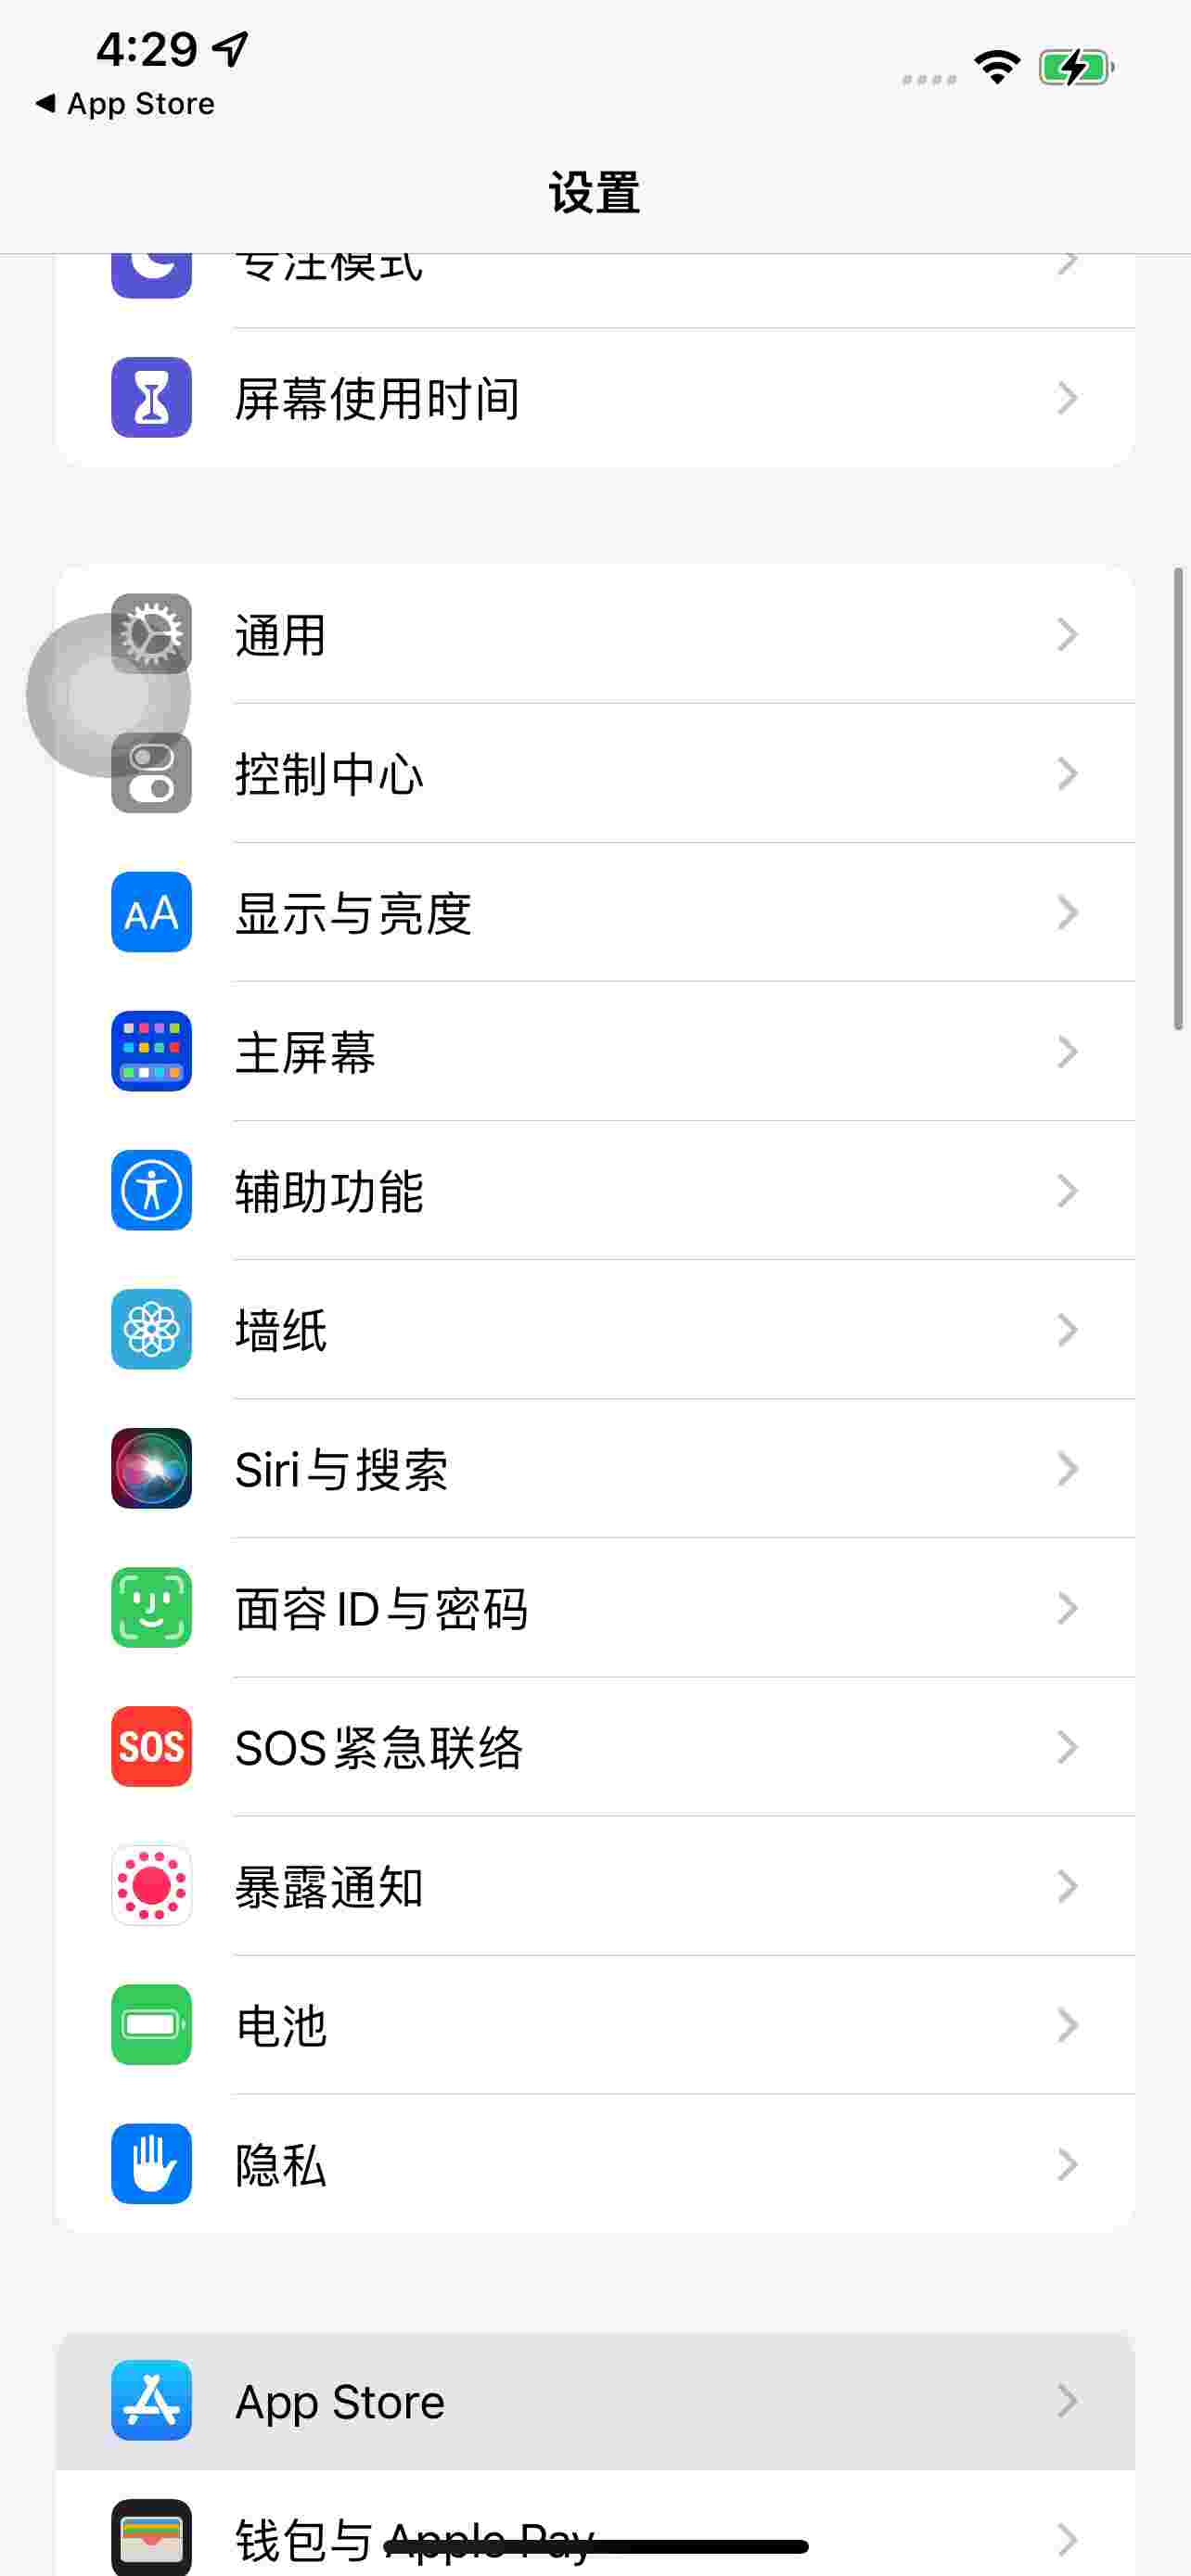 4:29
◀ App Store
设置
专注模式
屏幕使用时间
通用
控制中心
AA 显示与亮度
主屏幕
辅助功能
墙纸
Siri与搜索
面容ID与密码
SOS SOS紧急联络
暴露通知
电池
隐私
App Store
钱包与 Apple Pay